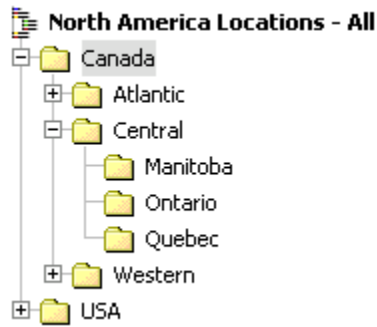 North America Locations - All
Canada
Atlantic
Central
Manitoba
Ontario
Quebec
Western
USA